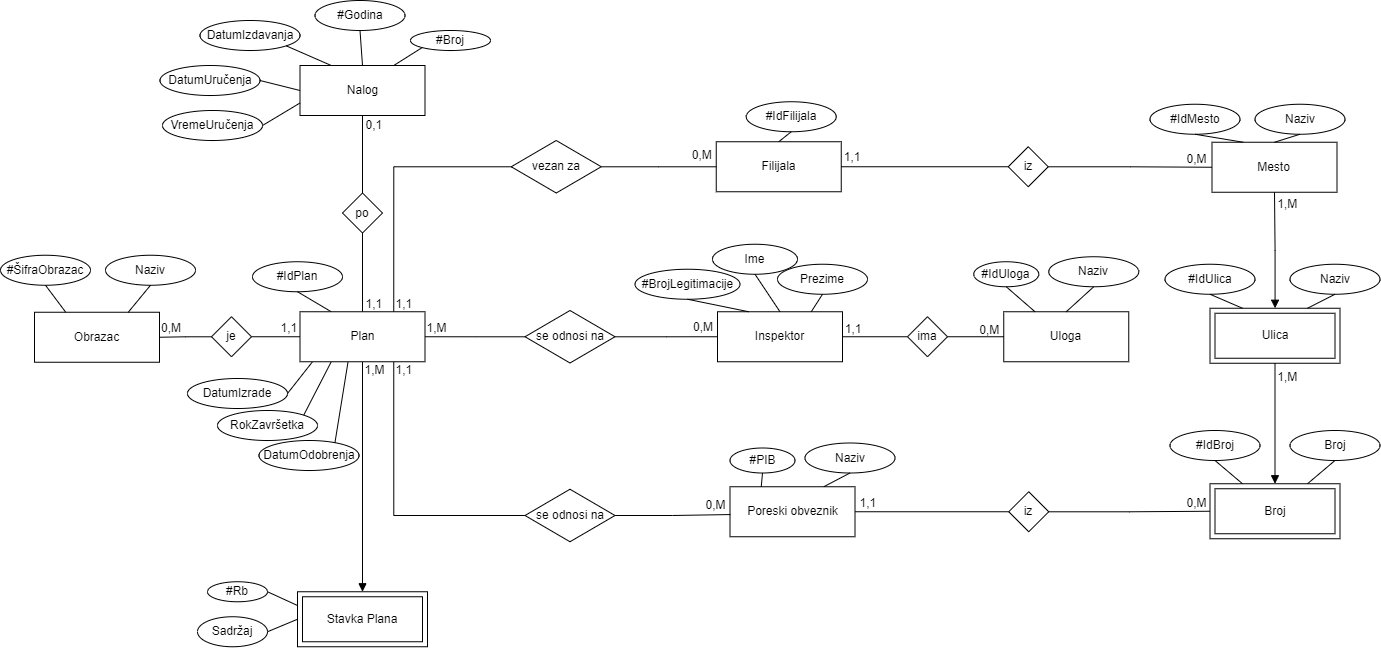 #Godina
DatumIzdavanja
#Broj
DatumUručenja
Nalog
VremeUručenja
0,1
#IdFilijala
#IdMesto
Naziv
vezan za
0,M
Filijala
1,1
iz
0,M
Mesto
1,M
po
#ŠifraObrazac
Naziv
#IdPlan
Ime
#BrojLegitimacije
Prezime
#IdUloga
Naziv
#IdUlica
Naziv
1,1
1,1
Obrazac
0,M
je
1,1
Plan
1,M
se odnosi na
0,M
Inspektor
1,1
ima
0,M
Uloga
Ulica
1,M
1,1
1,M
DatumIzrade
RokZavršetka
DatumOdobrenja
#PIB
Naziv
#IdBroj
Broj
se odnosi na
0,M
Poreski obveznik
1,1
iz
0,M
Broj
#Rb
Sadržaj
Stavka Plana